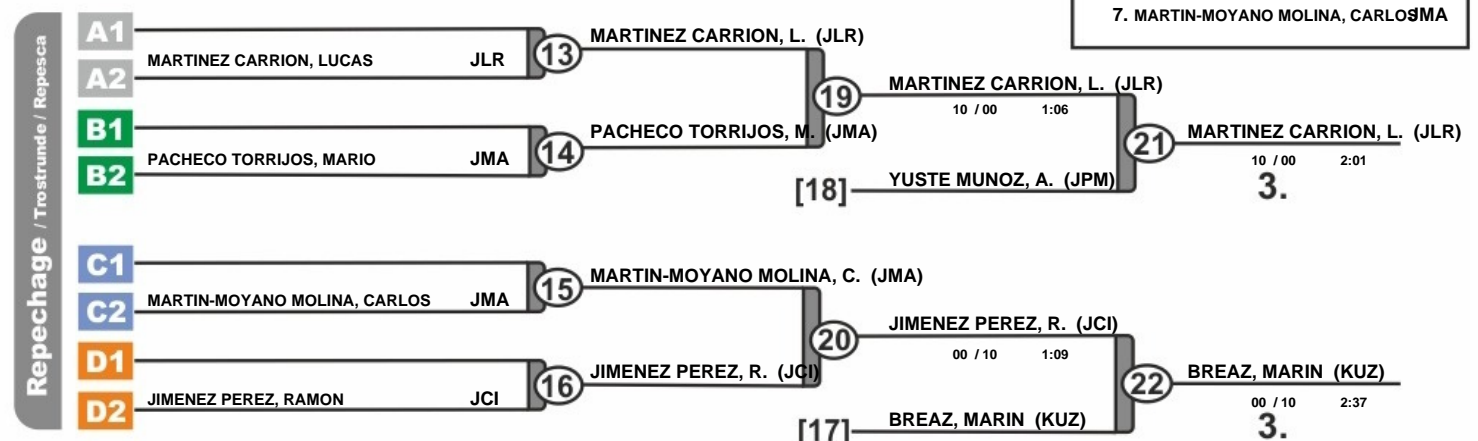 7. MARTIN-MOYANO MOLINA, CARLOS JMA
Repechage / Trostrunde / Repesca
A1
MARTINEZ CARRION, LUCAS JLR
A2
13
MARTINEZ CARRION, L. (JLR)
B1
PACHECO TORRIJOS, MARIO JMA
B2
14
PACHECO TORRIJOS, M. (JMA)
19
MARTINEZ CARRION, L. (JLR)
10 / 00 1:06
[18]
YUSTE MUNOZ, A. (JPM)
21
MARTINEZ CARRION, L. (JLR)
10 / 00 2:01
3.
C1
MARTIN-MOYANO MOLINA, CARLOS JMA
C2
15
MARTIN-MOYANO MOLINA, C. (JMA)
D1
JIMENEZ PEREZ, RAMON JCI
D2
16
JIMENEZ PEREZ, R. (JCI)
20
JIMENEZ PEREZ, R. (JCI)
00 / 10 1:09
[17]
BREAZ, MARIN (KUZ)
22
BREAZ, MARIN (KUZ)
00 / 10 2:37
3.